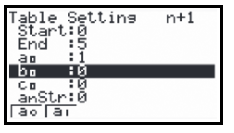 Table Setting n+1
Start:0
End :5
a₀ :1
b₀ :0
c₀ :0
anStr:0
a₀ a₁